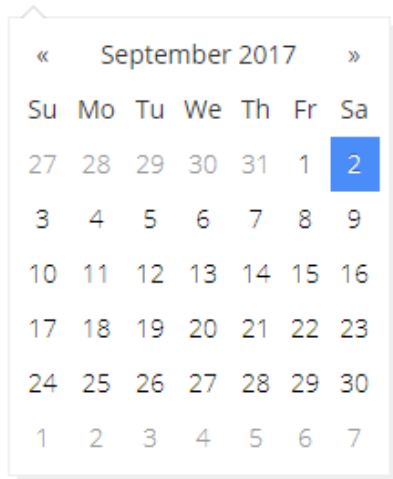 « September 2017 »
Su Mo Tu We Th Fr Sa
27 28 29 30 31 1 2
3 4 5 6 7 8 9
10 11 12 13 14 15 16
17 18 19 20 21 22 23
24 25 26 27 28 29 30
1 2 3 4 5 6 7